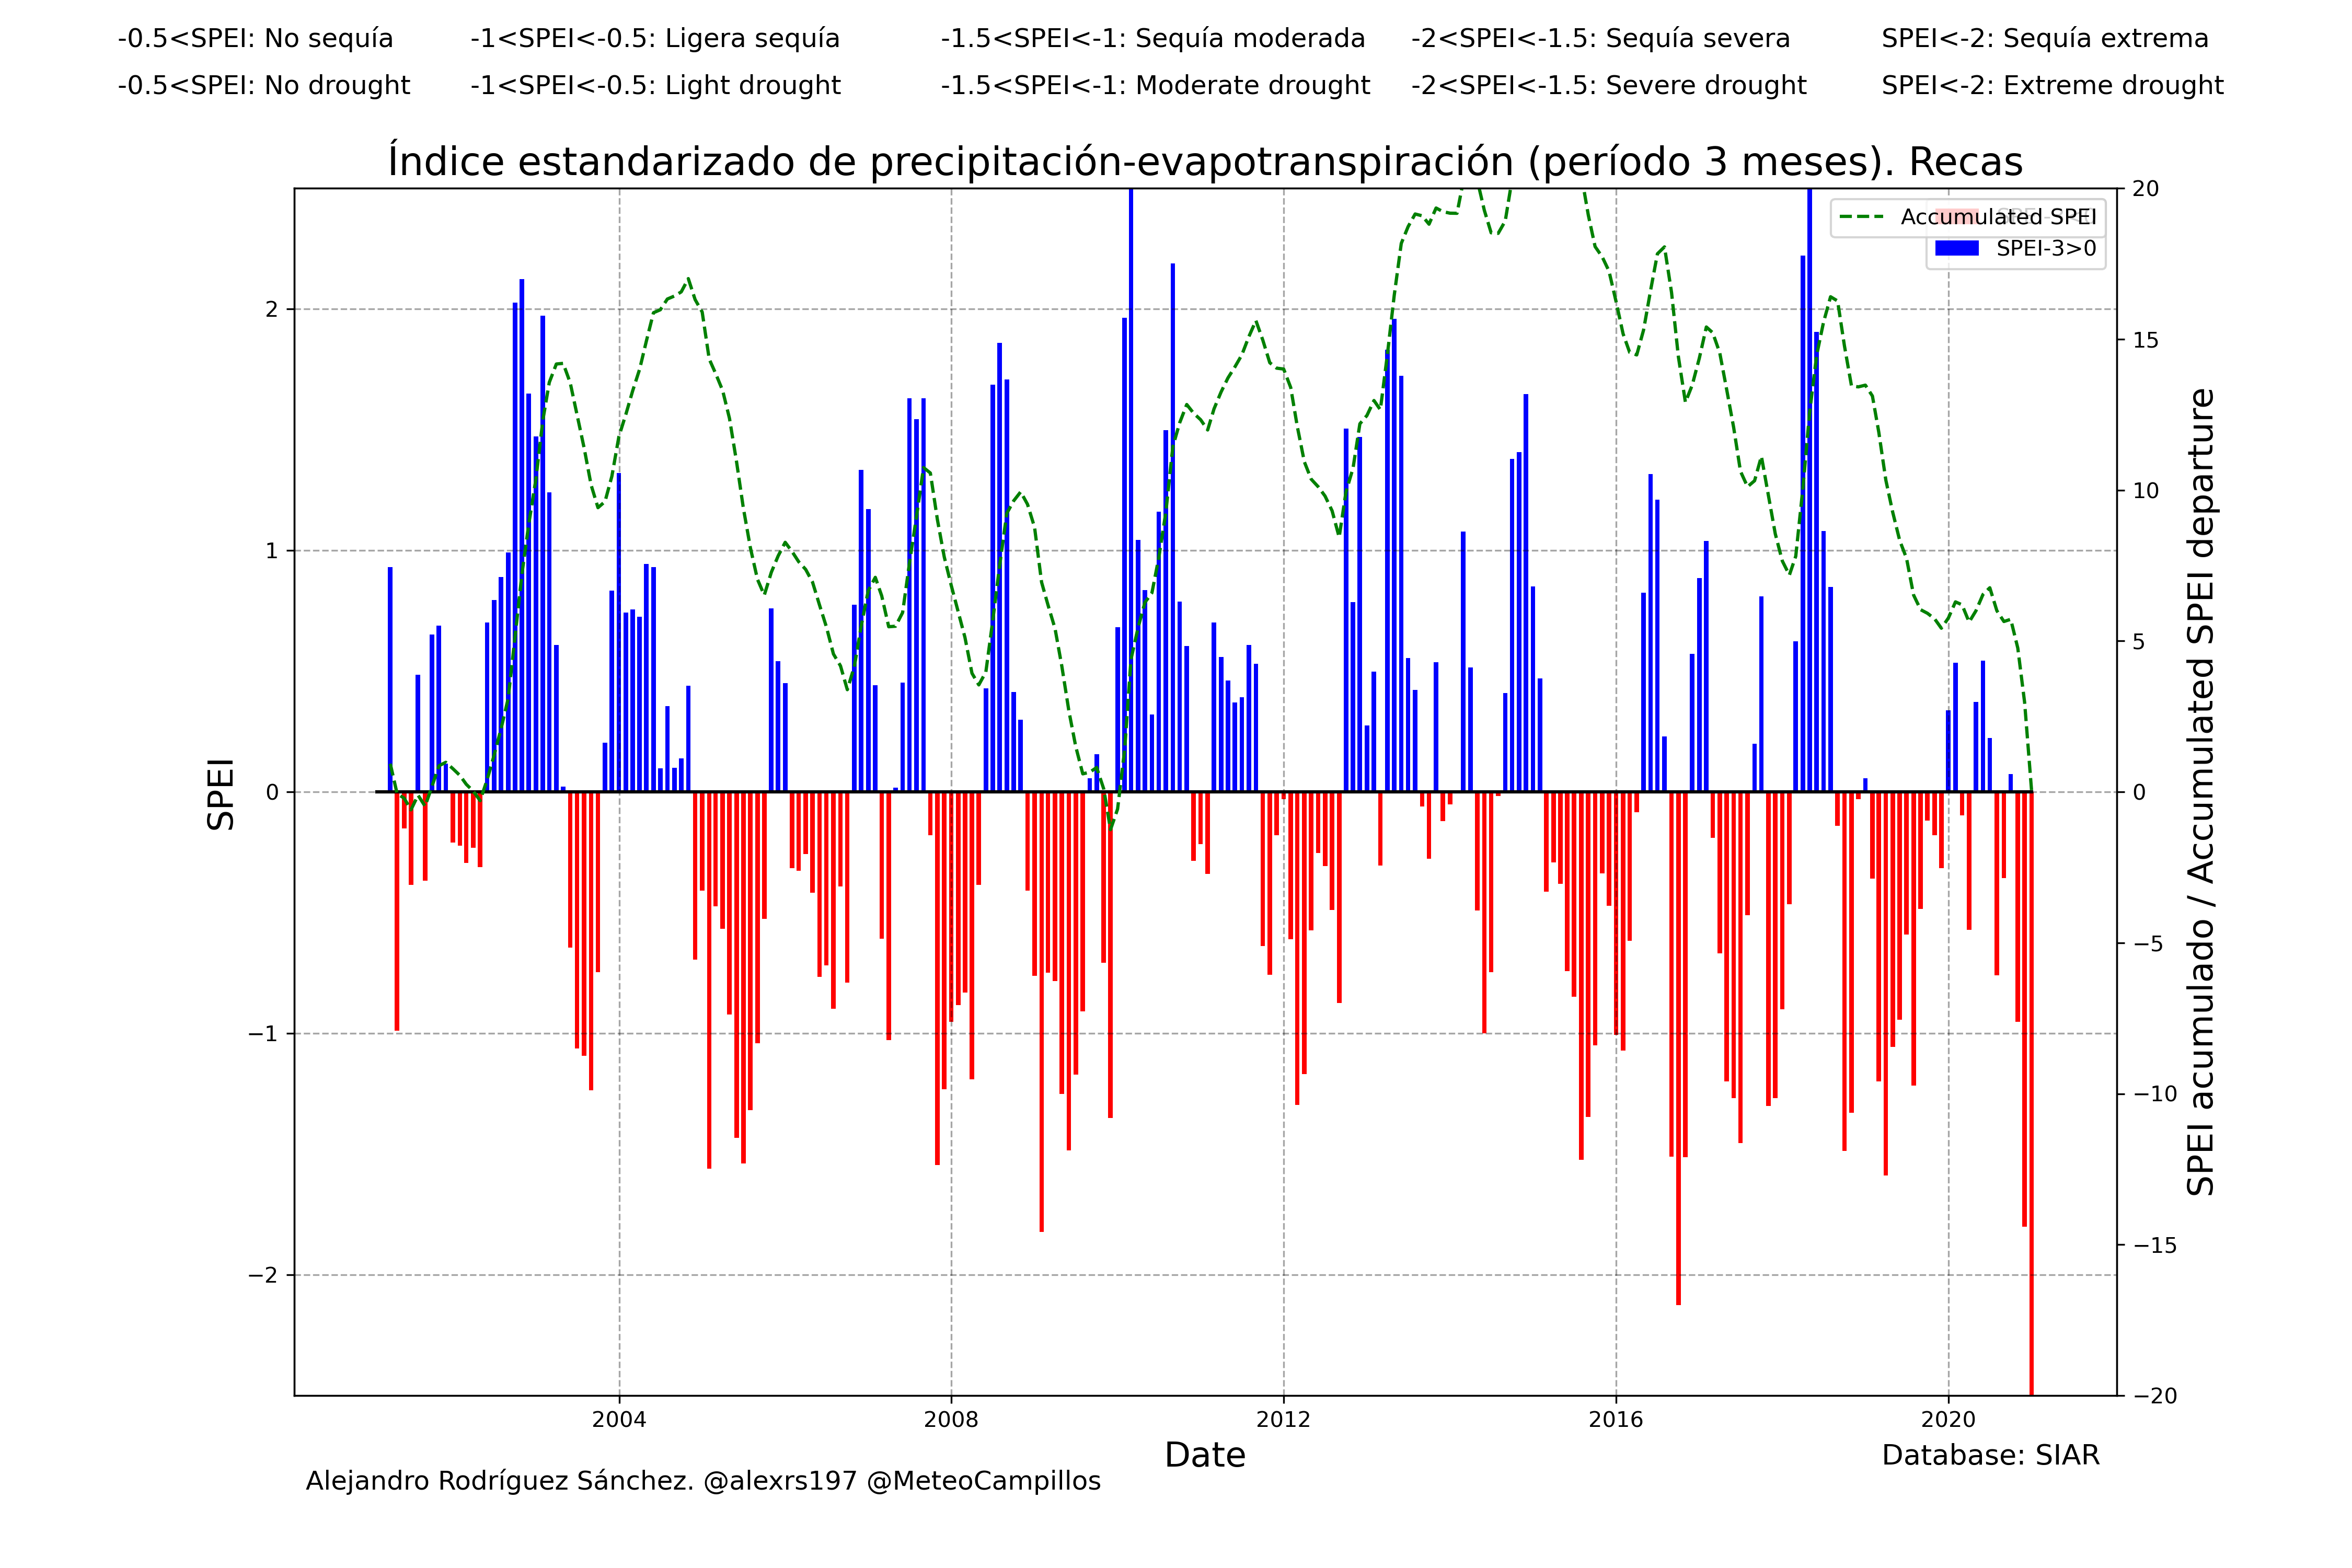 -0.5<SPEI: No sequía -1<SPEI<-0.5: Ligera sequía -1.5<SPEI<-1: Sequía moderada -2<SPEI<-1.5: Sequía severa SPEI<-2: Sequía extrema
-0.5<SPEI: No drought -1<SPEI<-0.5: Light drought -1.5<SPEI<-1: Moderate drought -2<SPEI<-1.5: Severe drought SPEI<-2: Extreme drought
Índice estandarizado de precipitación-evapotranspiración (período 3 meses). Recas
Accumulated SPEI
SPEI-3>0
SPEI
2
1
0
−1
−2
20
15
10
5
0
−5
−10
−15
−20
SPEI acumulado / Accumulated SPEI departure
2004 2008 2012 2016 2020
Date
Database: SIAR
Alejandro Rodríguez Sánchez. @alexrs197 @MeteoCampillos